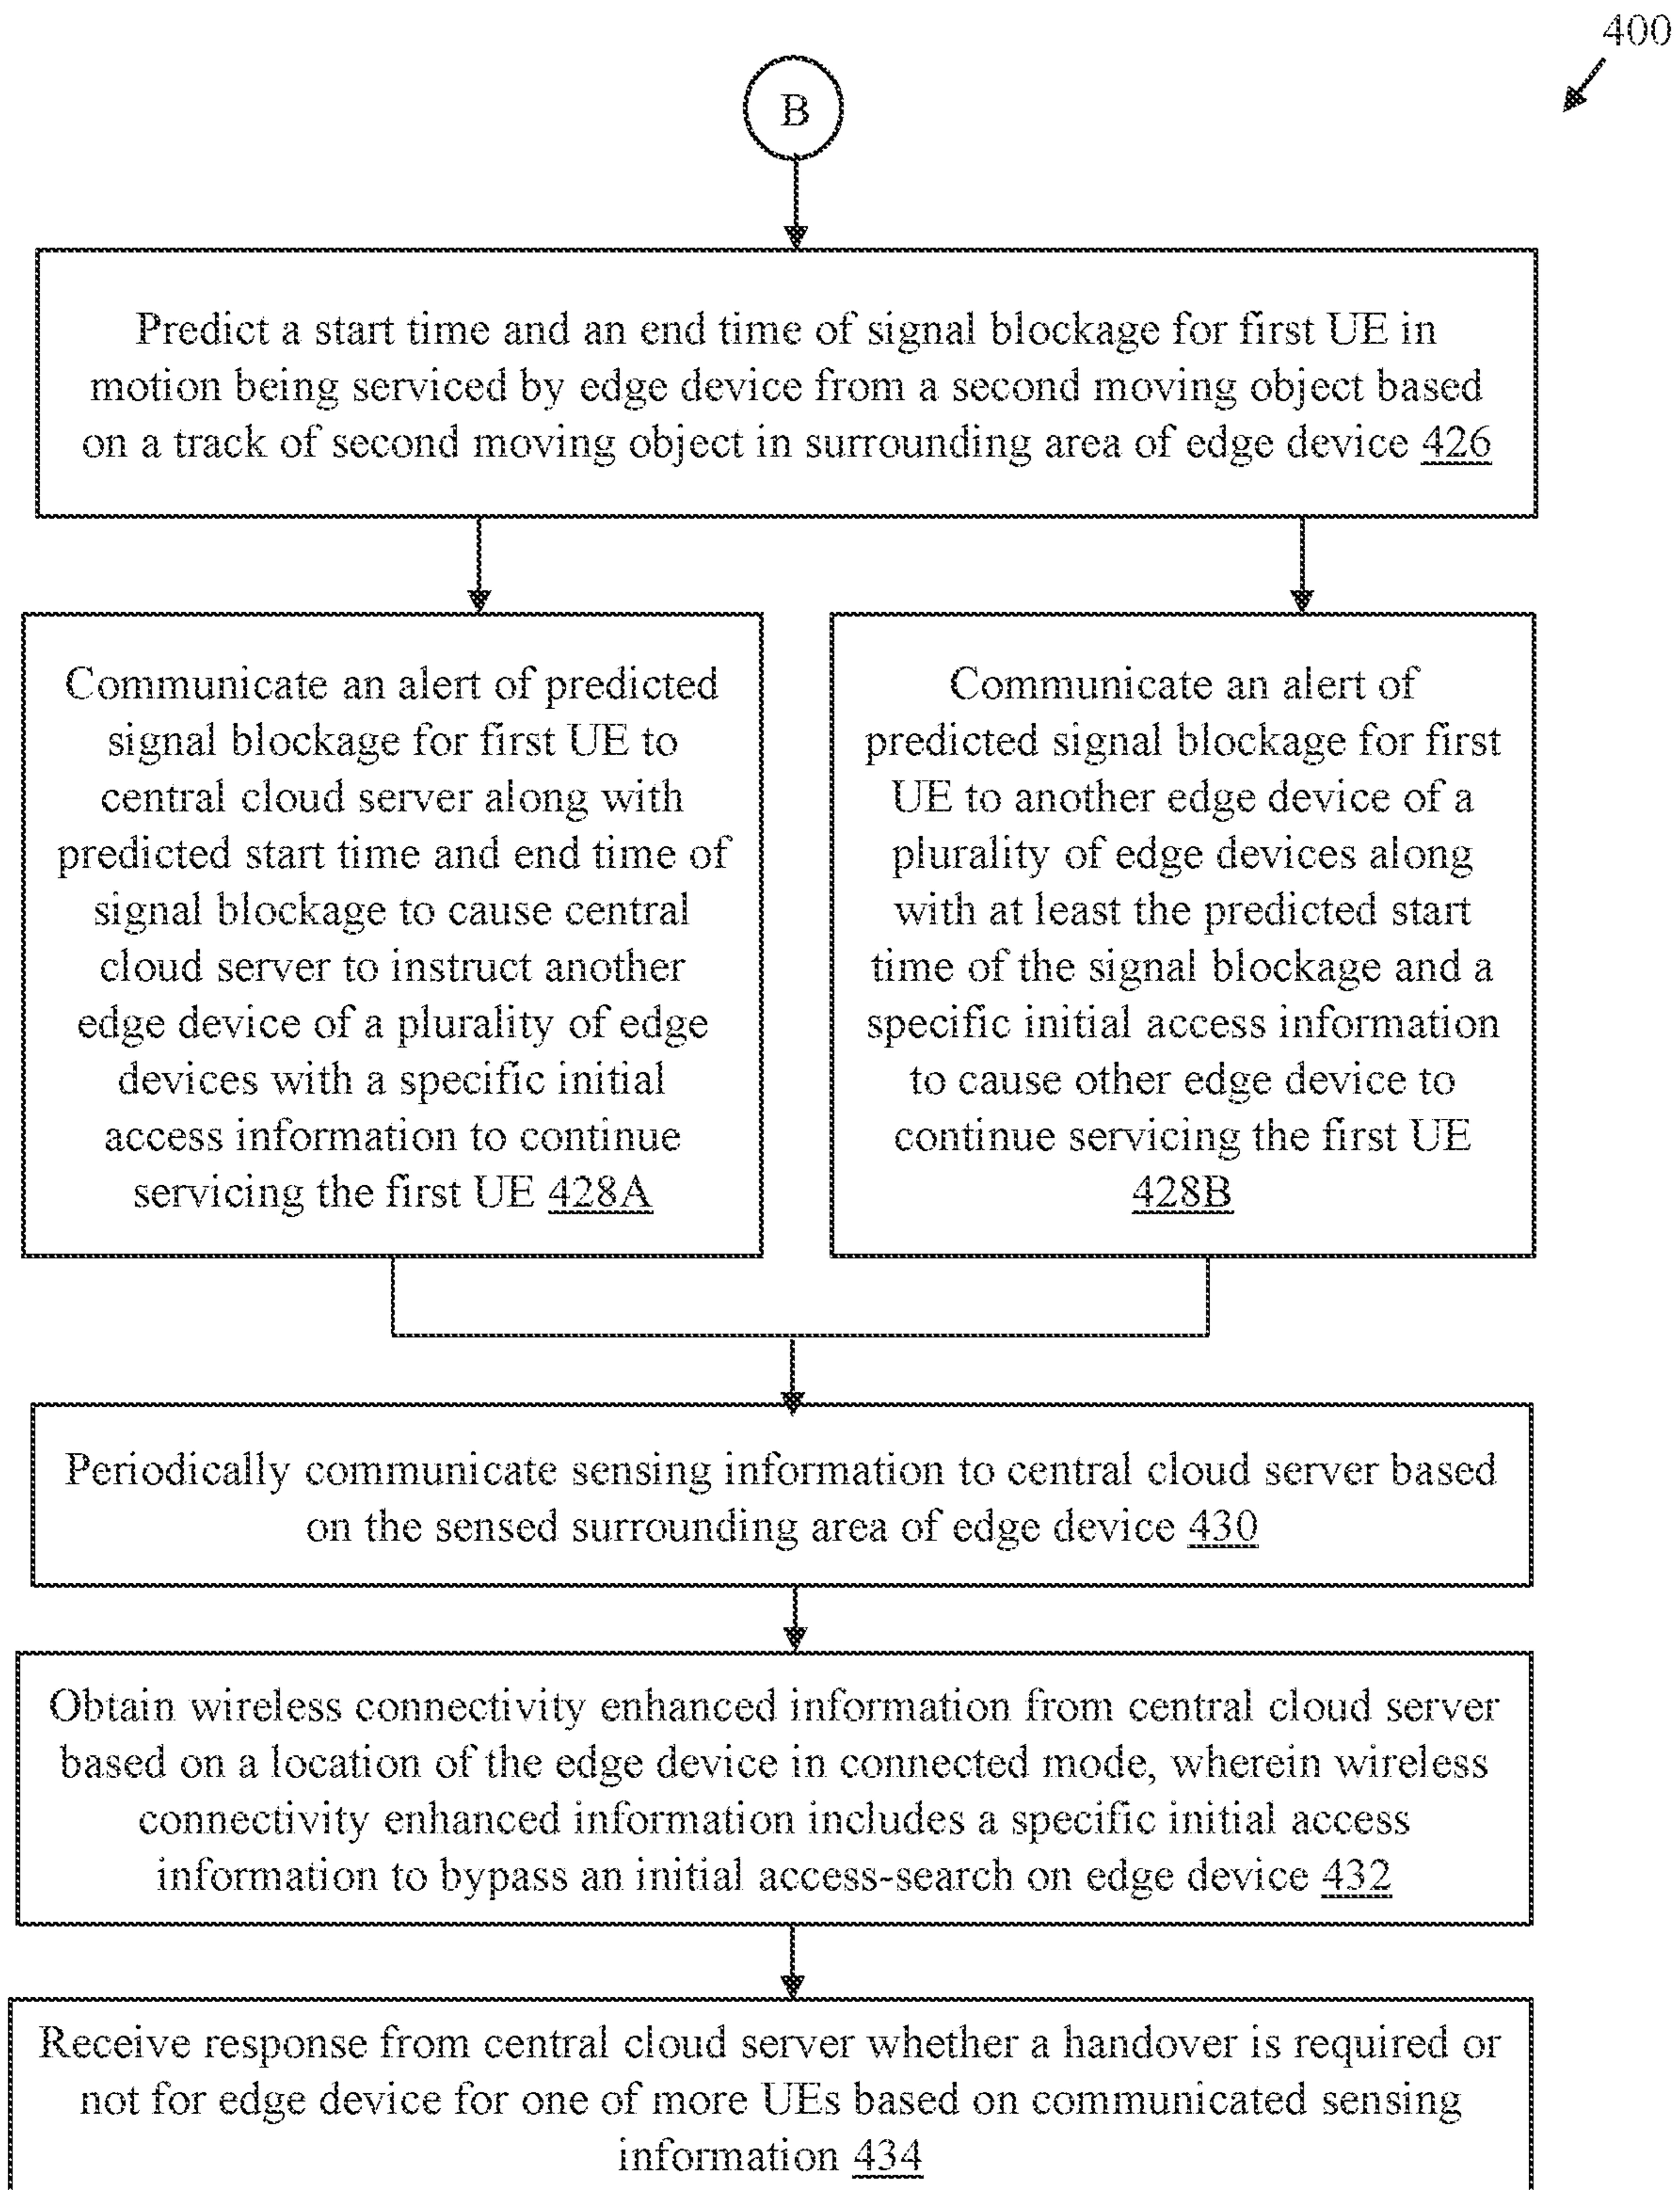 400
B
Predict a start time and an end time of signal blockage for first UE in
motion being serviced by edge device from a second moving object based
on a track of second moving object in surrounding area of edge device 426
Communicate an alert of predicted
signal blockage for first UE to
central cloud server along with
predicted start time and end time of
signal blockage to cause central
cloud server to instruct another
edge device of a plurality of edge
devices with a specific initial
access information to continue
servicing the first UE 428A
Communicate an alert of
predicted signal blockage for first
UE to another edge device of a
plurality of edge devices along
with at least the predicted start
time of the signal blockage and a
specific initial access information
to cause other edge device to
continue servicing the first UE
428B
Periodically communicate sensing information to central cloud server based
on the sensed surrounding area of edge device 430
Obtain wireless connectivity enhanced information from central cloud server
based on a location of the edge device in connected mode, wherein wireless
connectivity enhanced information includes a specific initial access
information to bypass an initial access-search on edge device 432
Receive response from central cloud server whether a handover is required or
not for edge device for one of more UEs based on communicated sensing
information 434